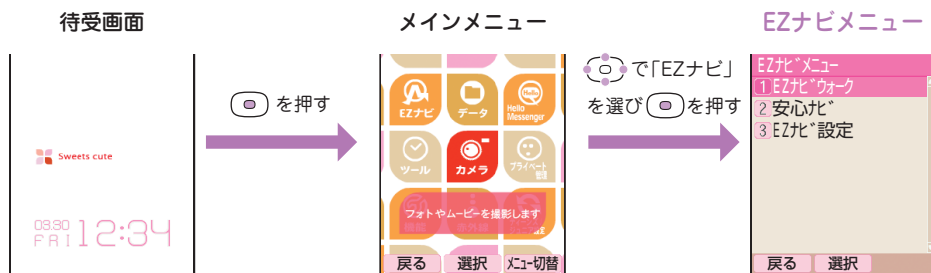 待受画面
Sweets cute
03.30
FRI 12:34
を押す
メインメニュー
EZナビ
データ
Hello Messenger
ツール
カメラ
プライベート
フォトやムービーを撮影します
戻る 選択 ﾒﾆｭｰ切替
で「EZナビ」
を選び を押す
EZナビメニュー
EZﾅﾋﾞﾒﾆｭｰ
1 EZﾅﾋﾞｳｫｰｸ
2 安心ﾅﾋﾞ
3 EZﾅﾋﾞ設定
戻る 選択